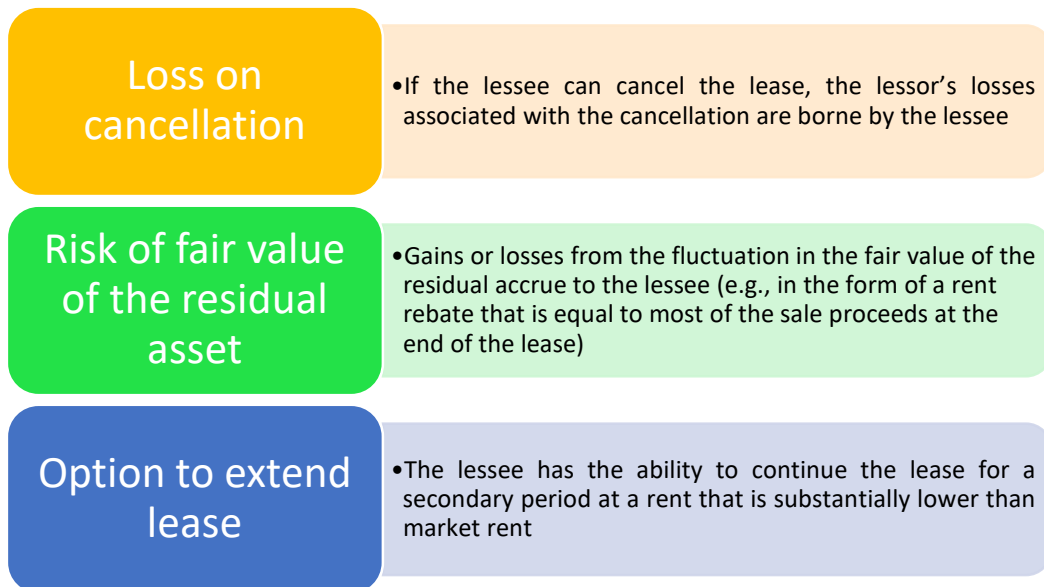 Loss on
cancellation
•If the lessee can cancel the lease, the lessor’s losses
associated with the cancellation are borne by the lessee
Risk of fair value
of the residual
asset
•Gains or losses from the fluctuation in the fair value of the
residual accrue to the lessee (e.g., in the form of a rent
rebate that is equal to most of the sale proceeds at the
end of the lease)
Option to extend
lease
•The lessee has the ability to continue the lease for a
secondary period at a rent that is substantially lower than
market rent